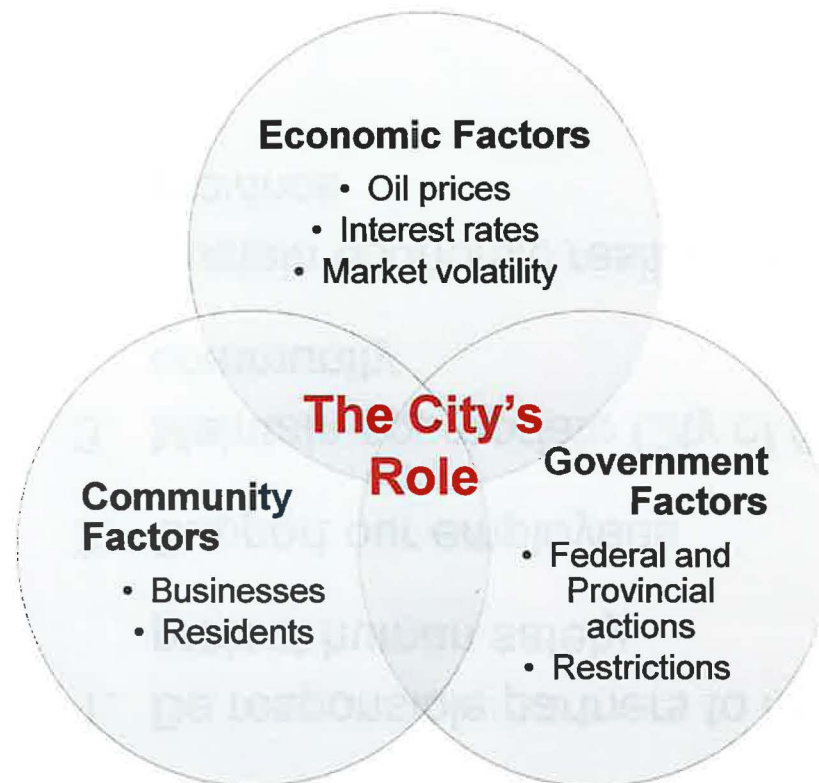 Economic Factors
• Oil prices
• Interest rates
• Market volatility
The City's
Role
Community
Factors
• Businesses
• Residents
Government
Factors
• Federal and
Provincial
actions
• Restrictions